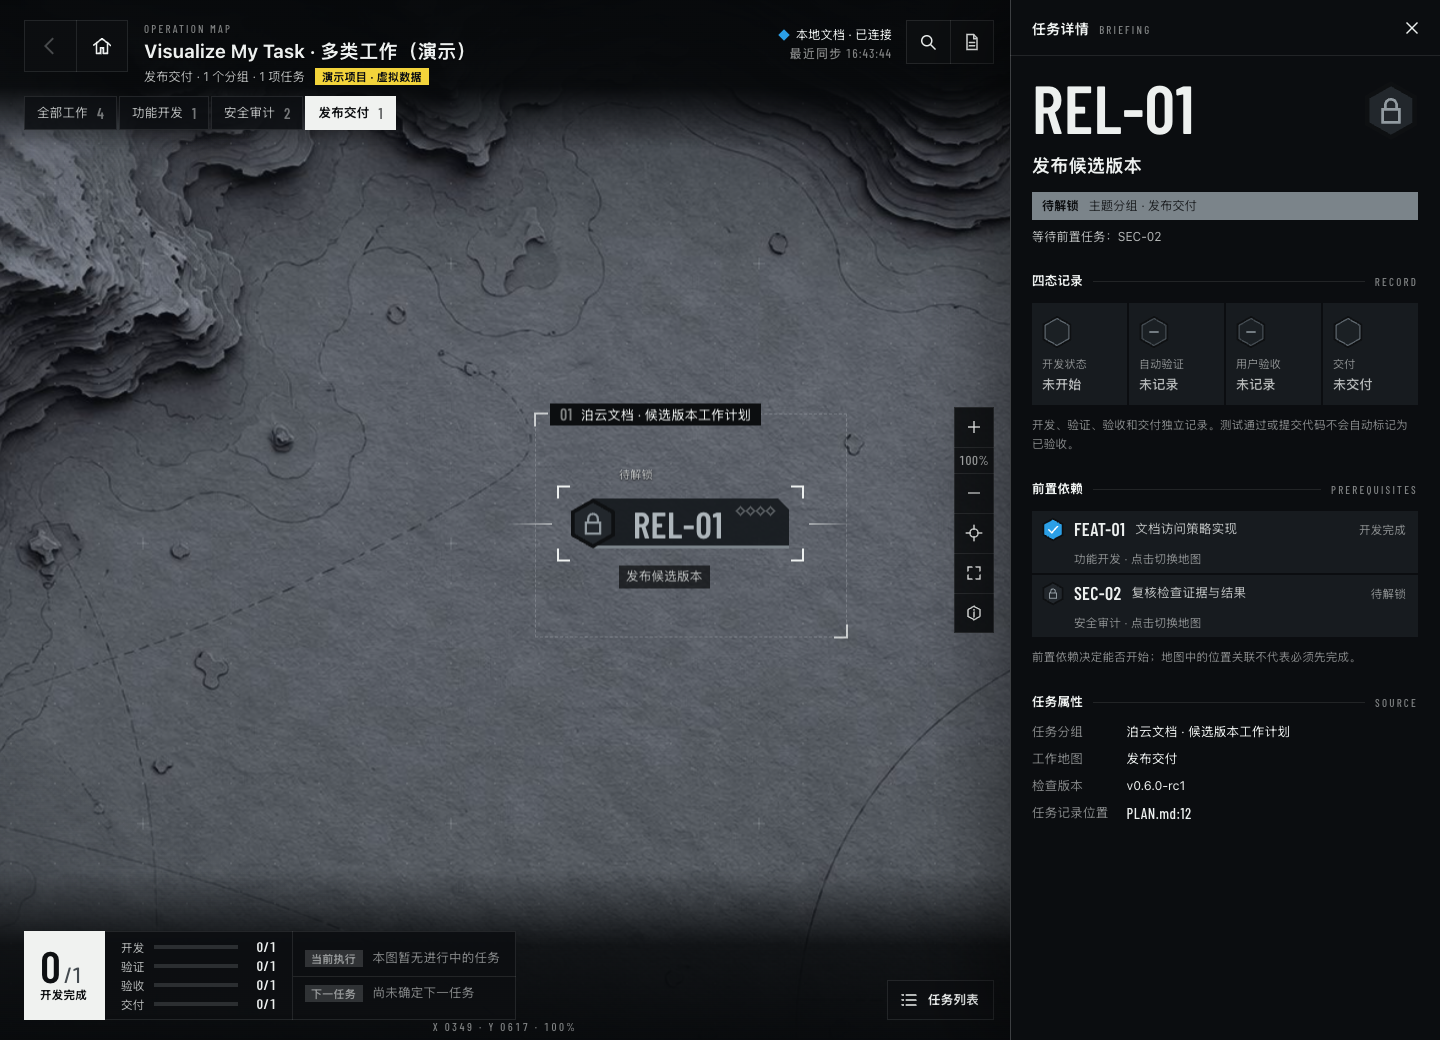 OPERATION MAP
Visualize My Task · 多类工作（演示）
发布交付 · 1 个分组 · 1 项任务 演示项目 · 虚拟数据
本地文档 · 已连接
最近同步 16:43:44
全部工作 4 功能开发 1 安全审计 2 发布交付 1
01 泊云文档 · 候选版本工作计划
待解锁
REL-01
发布候选版本
100%
0/1
开发完成
开发 0/1
验证 0/1
验收 0/1
交付 0/1
当前执行 本图暂无进行中的任务
下一任务 尚未确定下一任务
任务列表
X 0349 · Y 0617 · 100%
任务详情 BRIEFING
REL-01
发布候选版本
待解锁 主题分组 · 发布交付
等待前置任务：SEC-02
四态记录 RECORD
开发状态 自动验证 用户验收 交付
未开始 未记录 未记录 未交付
开发、验证、验收和交付独立记录。测试通过或提交代码不会自动标记为
已验收。
前置依赖 PREREQUISITES
FEAT-01 文档访问策略实现 开发完成
功能开发 · 点击切换地图
SEC-02 复核检查证据与结果 待解锁
安全审计 · 点击切换地图
前置依赖决定能否开始；地图中的位置关联不代表必须先完成。
任务属性 SOURCE
任务分组 泊云文档 · 候选版本工作计划
工作地图 发布交付
检查版本 v0.6.0-rc1
任务记录位置 PLAN.md:12